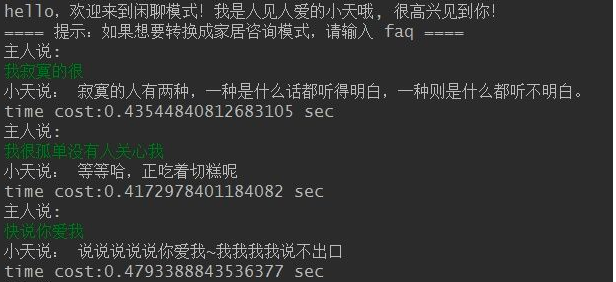 hello，欢迎来到闲聊模式！我是人见人爱的小天哦，很高兴见到你！
==== 提示：如果想要转换成家居咨询模式，请输入 faq ====
主人说：
我寂寞的很
小天说： 寂寞的人有两种，一种是什么话都听得明白，一种则是什么都听不明白。
time cost:0.43544840812683105 sec
主人说：
我很孤单没有人关心我
小天说： 等等哈，正吃着切糕呢
time cost:0.4172978401184082 sec
主人说：
快说你爱我
小天说： 说说说说说你爱我~我我我我说不出口
time cost:0.4793388843536377 sec